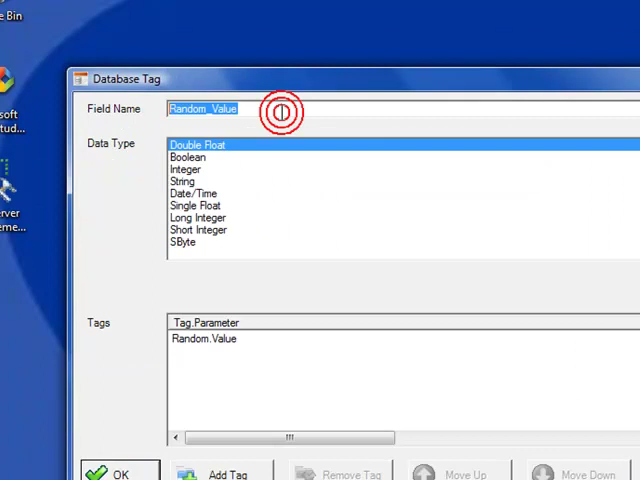 e Bin
Database Tag
Field Name
Random_Value
soft
tud...
Data Type
Double Float
Boolean
Integer
String
Date/Time
Single Float
Long Integer
Short Integer
SByte
erver
eme...
Tags
Tag.Parameter
Random.Value
OK
Add Tag
Remove Tag
Move Up
Move Down